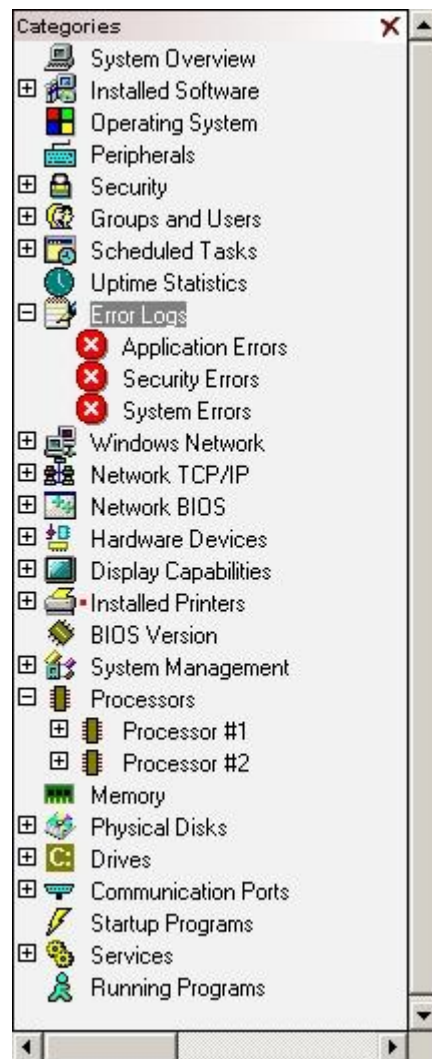 Categories
System Overview
Installed Software
Operating System
Peripherals
Security
Groups and Users
Scheduled Tasks
Uptime Statistics
Error Logs
Application Errors
Security Errors
System Errors
Windows Network
Network TCP/IP
Network BIOS
Hardware Devices
Display Capabilities
Installed Printers
BIOS Version
System Management
Processors
Processor #1
Processor #2
Memory
Physical Disks
C: Drives
Communication Ports
Startup Programs
Services
Running Programs